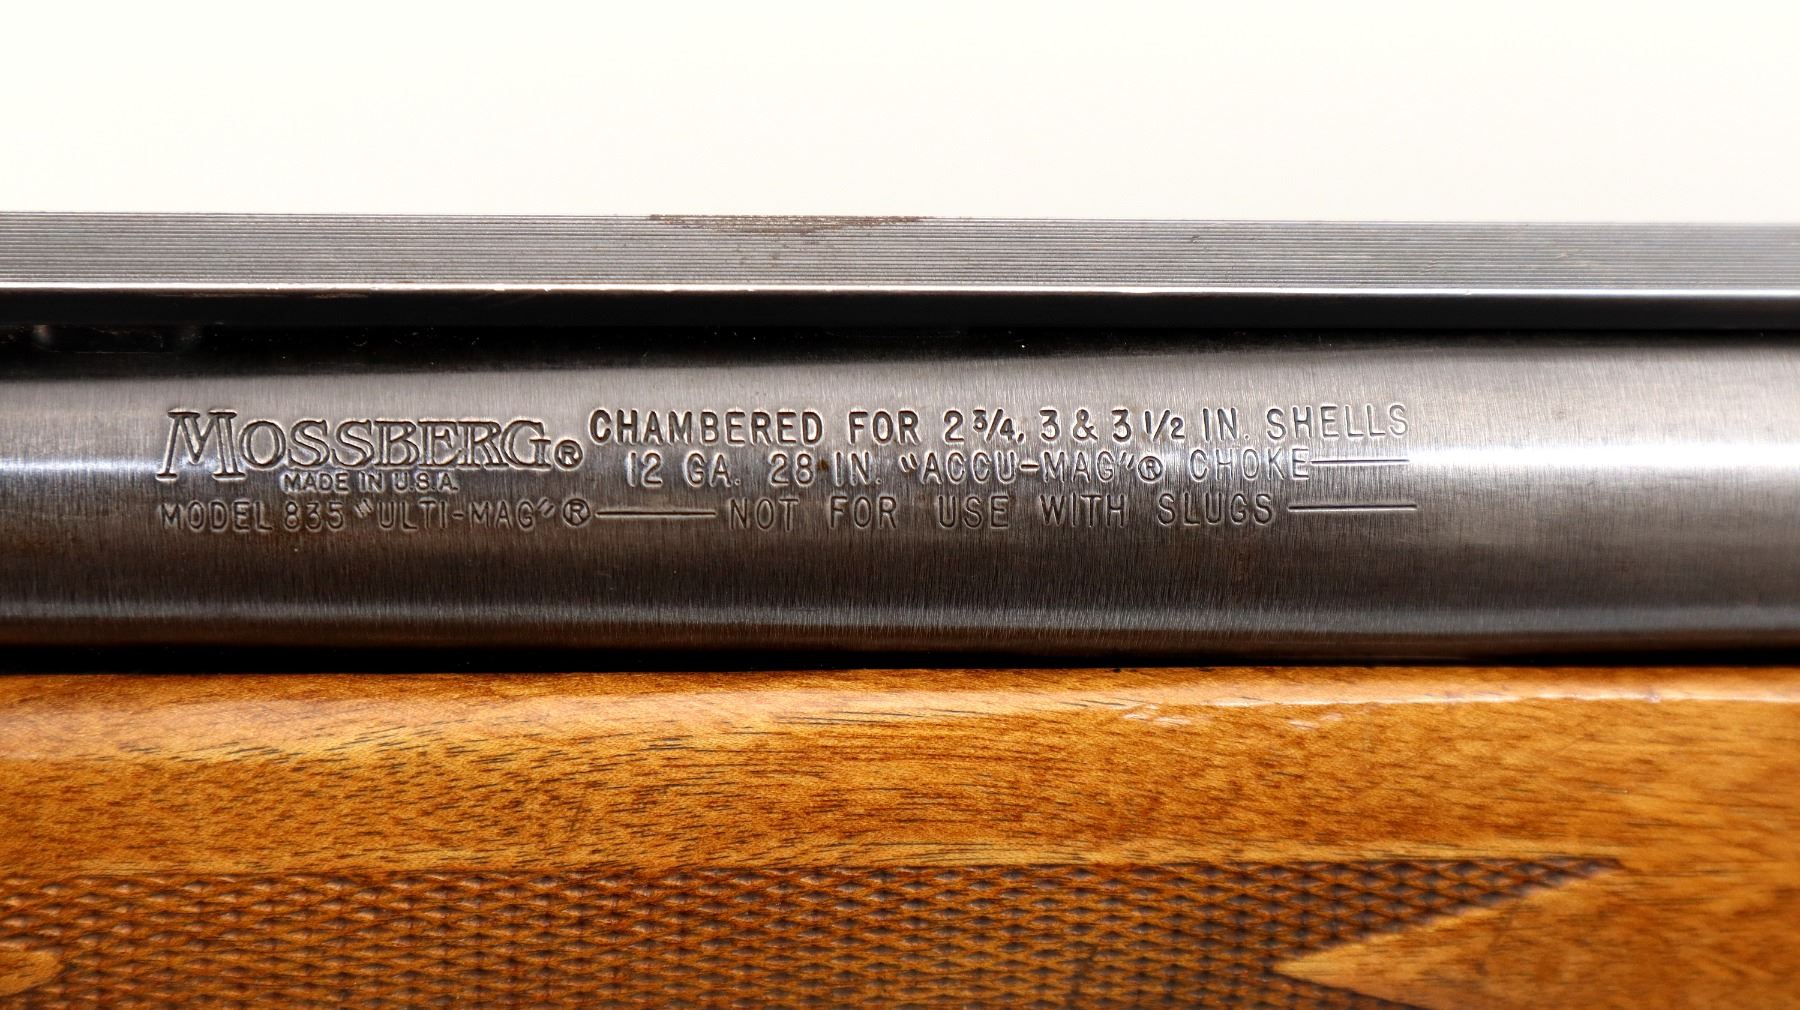 MOSSBERG®
MADE IN U.S.A.
MODEL 835 "ULTI-MAG"®
CHAMBERED FOR 2 3/4, 3 & 3 1/2 IN. SHELLS
12 GA. 28 IN. "ACCU-MAG"® CHOKE
NOT FOR USE WITH SLUGS